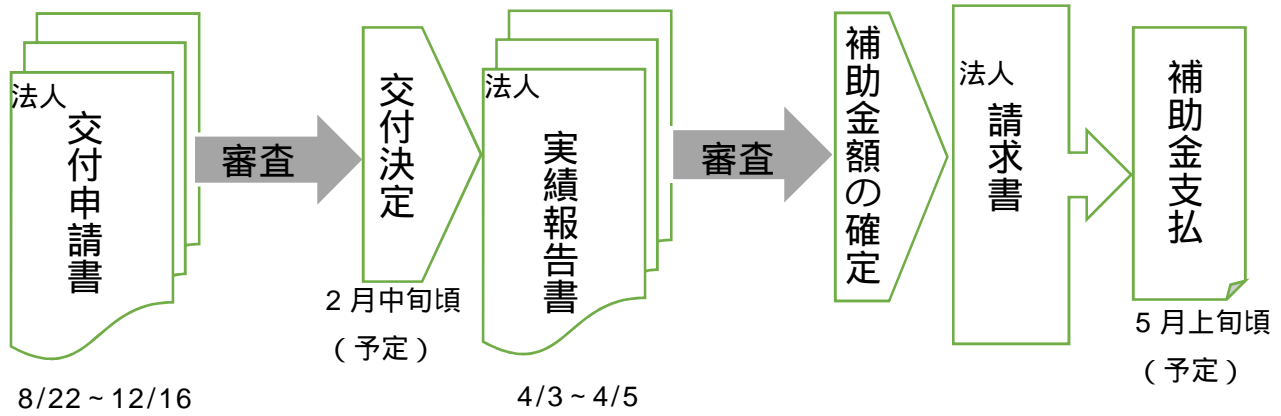 法人
交付申請書
8/22～12/16
審査
交付決定
2月中旬頃
（予定）
法人
実績報告書
4/3～4/5
審査
補助金額の確定
法人
請求書
補助金支払
5月上旬頃
（予定）